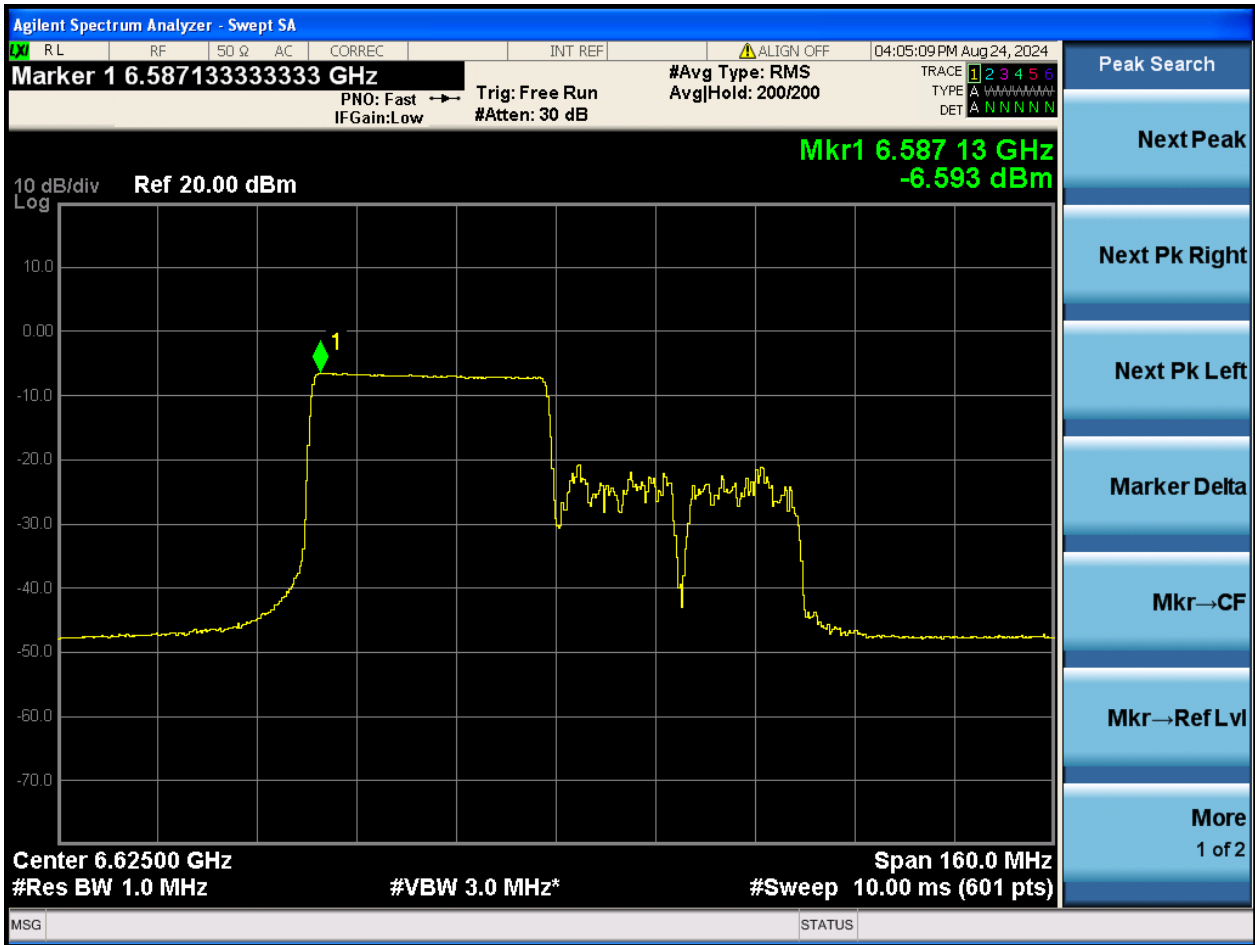 Agilent Spectrum Analyzer - Swept SA
LXI RL RF 50 Ω AC CORREC INT REF ALIGN OFF 04:05:09 PM Aug 24, 2024
Marker 1 6.587133333333 GHz
PNO: Fast
IFGain:Low
Trig: Free Run
#Atten: 30 dB
#Avg Type: RMS
Avg|Hold: 200/200
TRACE 1 2 3 4 5 6
TYPE A WWWWW
DET A N N N N N
Mkr1 6.587 13 GHz
-6.593 dBm
10 dB/div Ref 20.00 dBm
Log
10.0
0.00
-10.0
-20.0
-30.0
-40.0
-50.0
-60.0
-70.0
1
Center 6.62500 GHz Span 160.0 MHz
#Res BW 1.0 MHz #VBW 3.0 MHz* #Sweep 10.00 ms (601 pts)
MSG STATUS
Peak Search
Next Peak
Next Pk Right
Next Pk Left
Marker Delta
Mkr→CF
Mkr→Ref Lvl
More
1 of 2